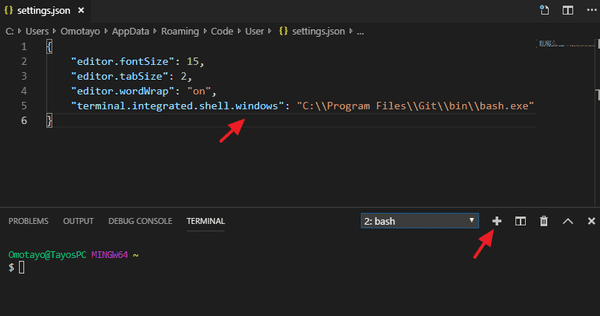 settings.json
C: > Users > Omotayo > AppData > Roaming > Code > User > {} settings.json > ...
1 {
2 "editor.fontSize": 15,
3 "editor.tabSize": 2,
4 "editor.wordWrap": "on",
5 "terminal.integrated.shell.windows": "C:\\Program Files\\Git\\bin\\bash.exe"
6 }
PROBLEMS OUTPUT DEBUG CONSOLE TERMINAL 2: bash
Omotayo@TayosPC MINGW64 ~
$